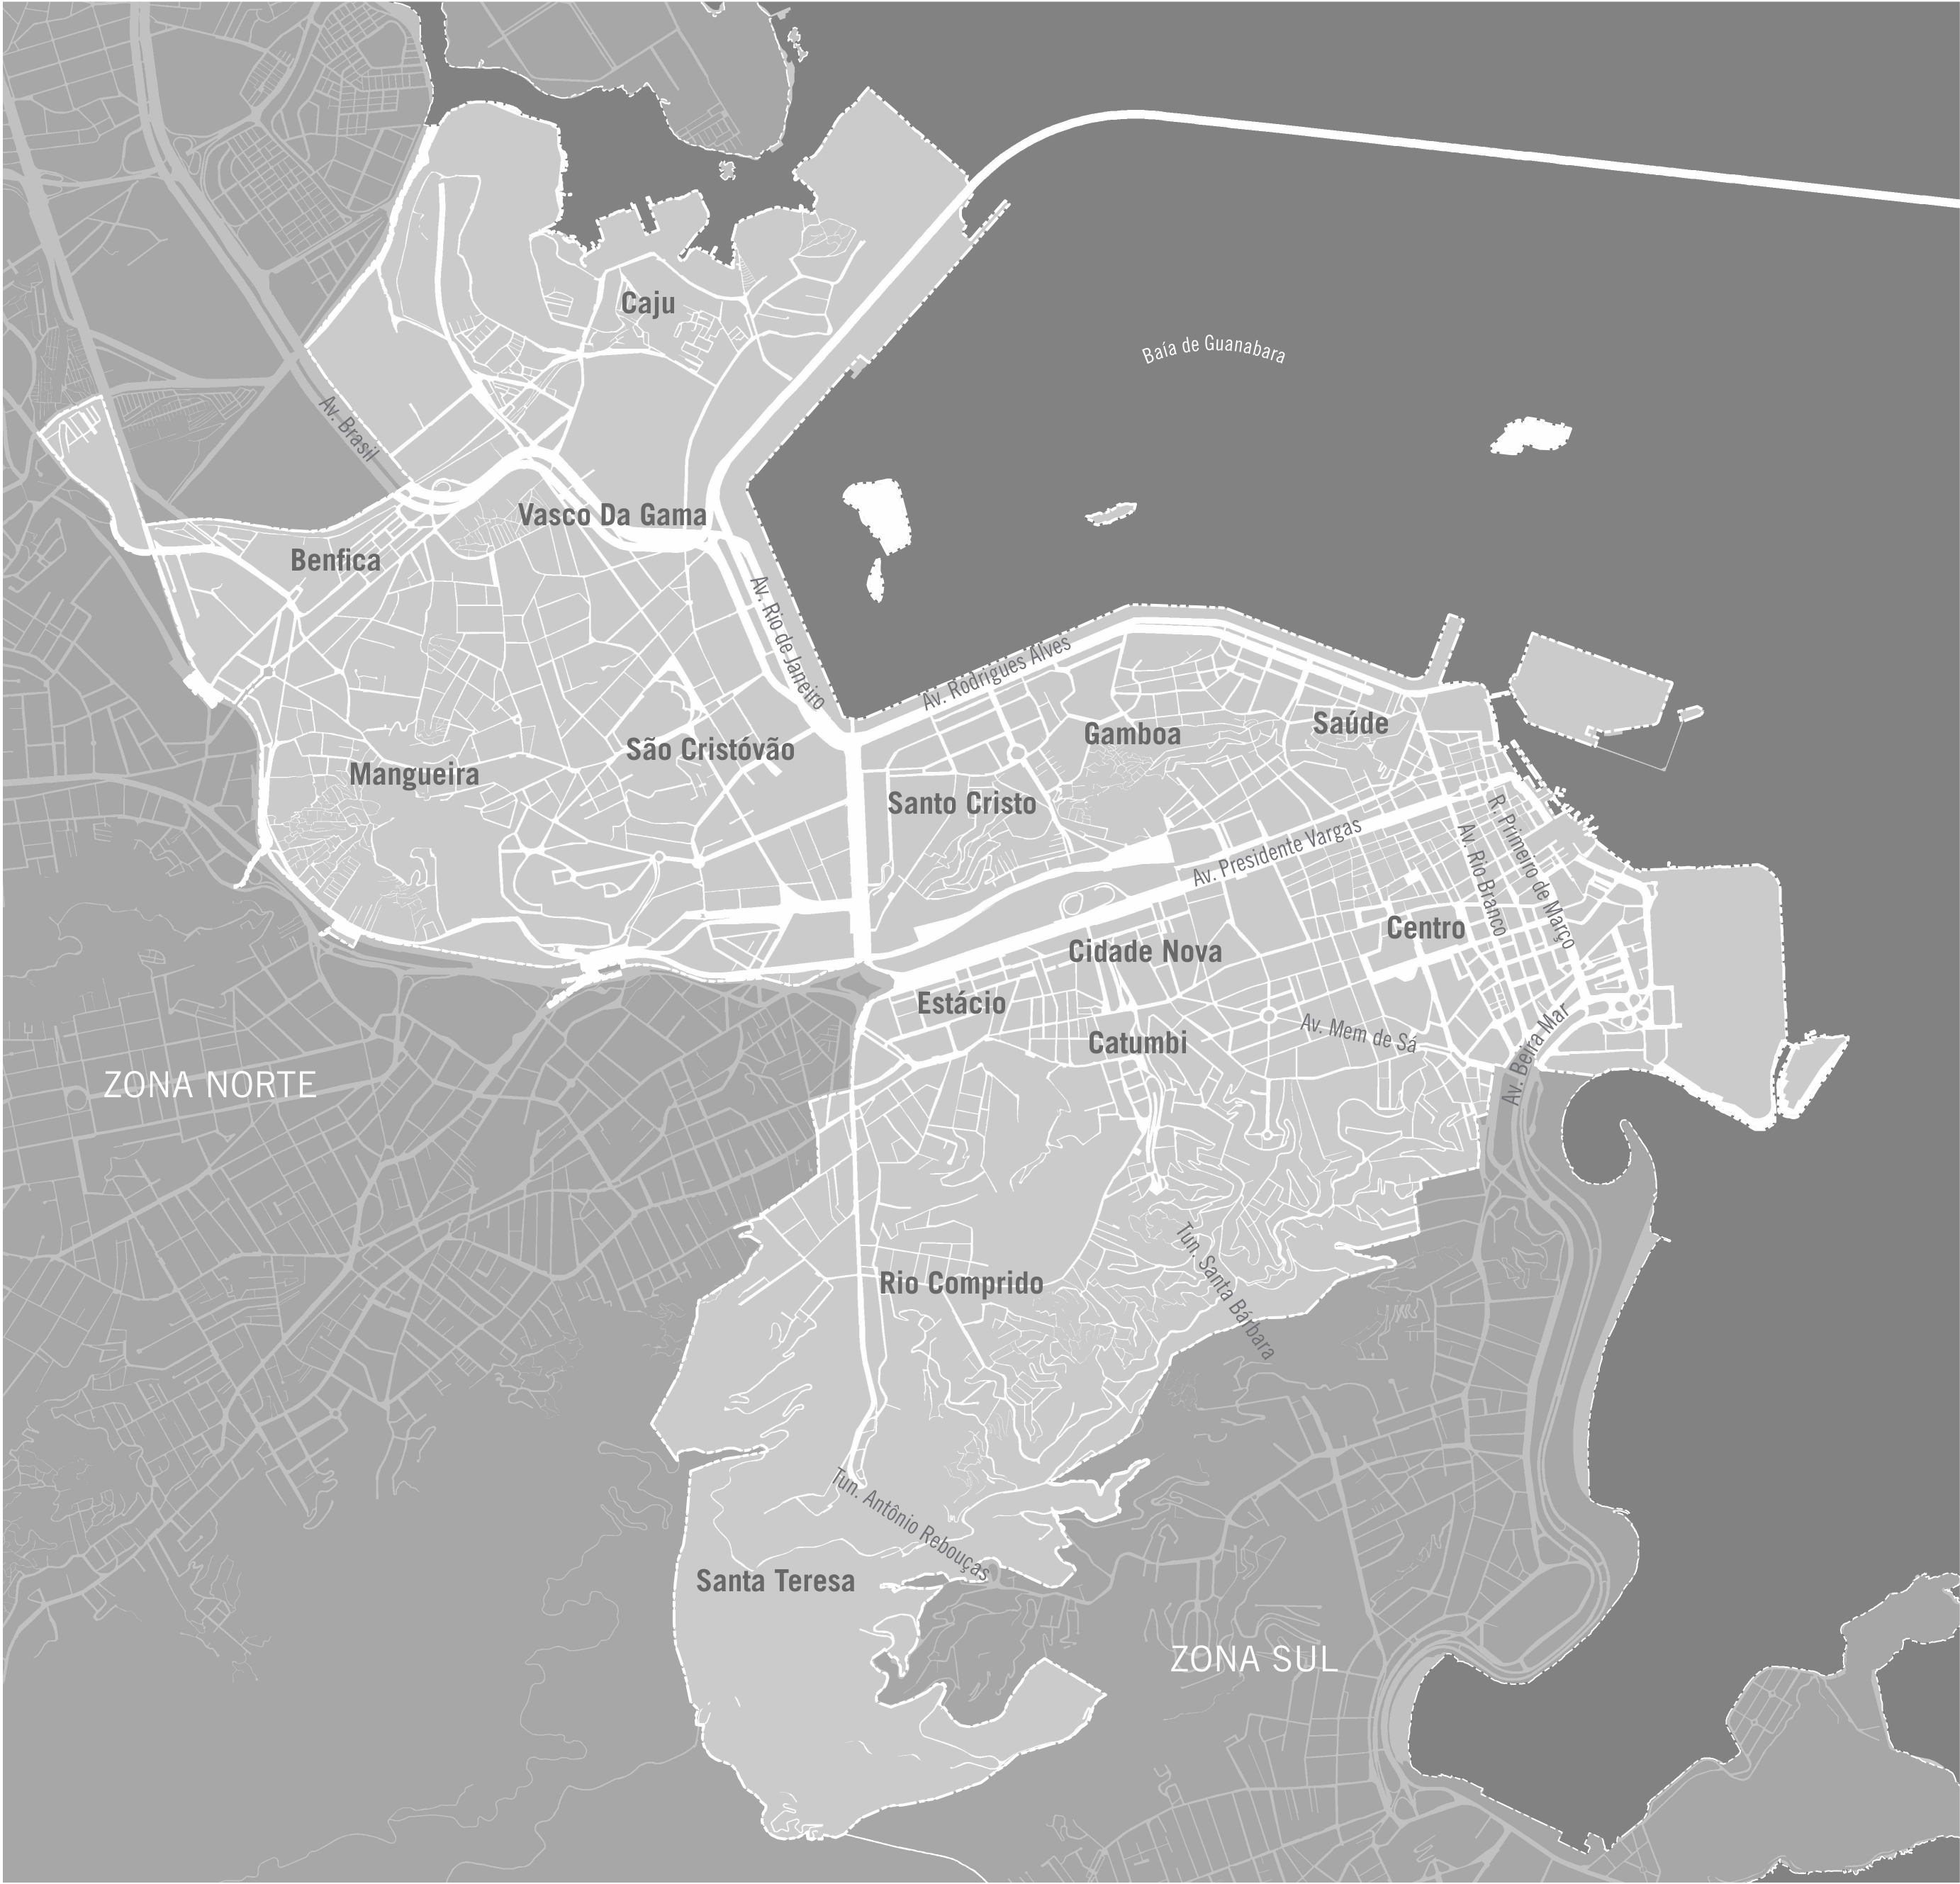 Caju
Baía de Guanabara
Av. Brasil
Vasco Da Gama
Benfica
Av. Rio de Janeiro
Av. Rodrigues Alves
Gamboa
Saúde
São Cristóvão
Mangueira
Santo Cristo
Av. Presidente Vargas
Av. Rio Branco
R. Primeiro de Março
Centro
Cidade Nova
Estácio
Catumbi
Av. Mem de Sá
Av. Beira Mar
ZONA NORTE
Rio Comprido
Tun. Santa Bárbara
Tun. Antônio Rebouças
Santa Teresa
ZONA SUL